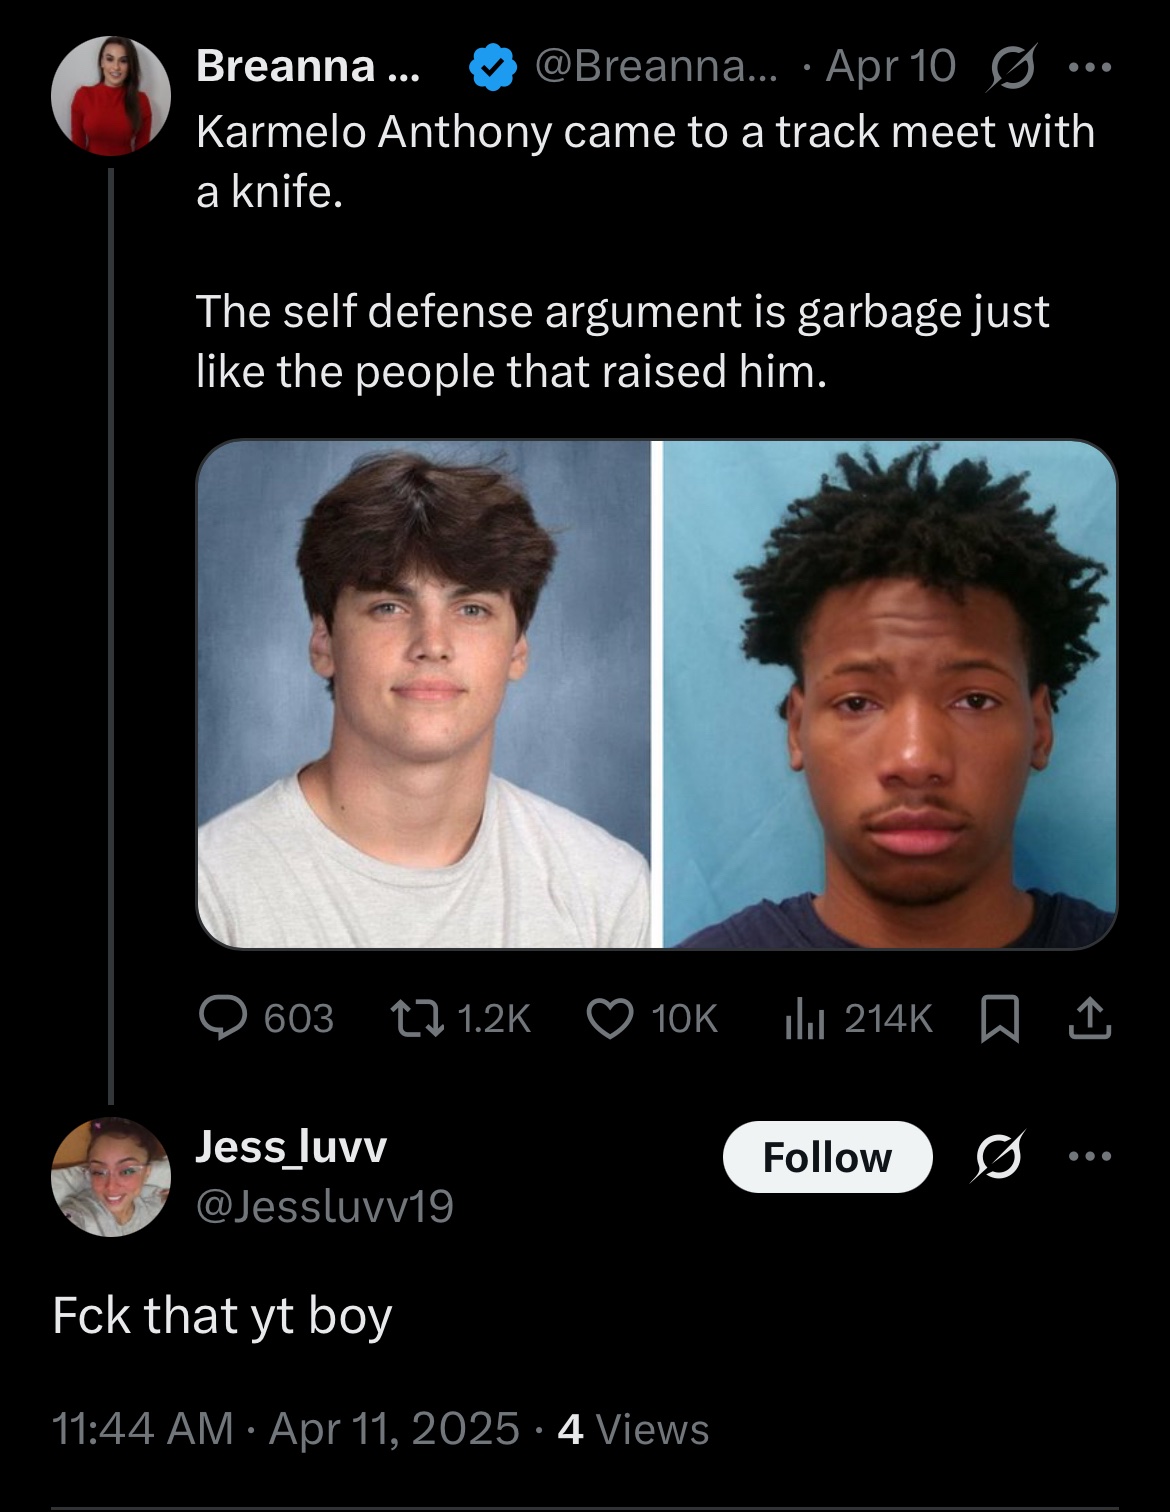 Breanna ... @Breanna... · Apr 10
Karmelo Anthony came to a track meet with
a knife.
The self defense argument is garbage just
like the people that raised him.
603 1.2K 10K 214K
Jess_luvv
Follow
@Jessluvv19
Fck that yt boy
11:44 AM · Apr 11, 2025 · 4 Views